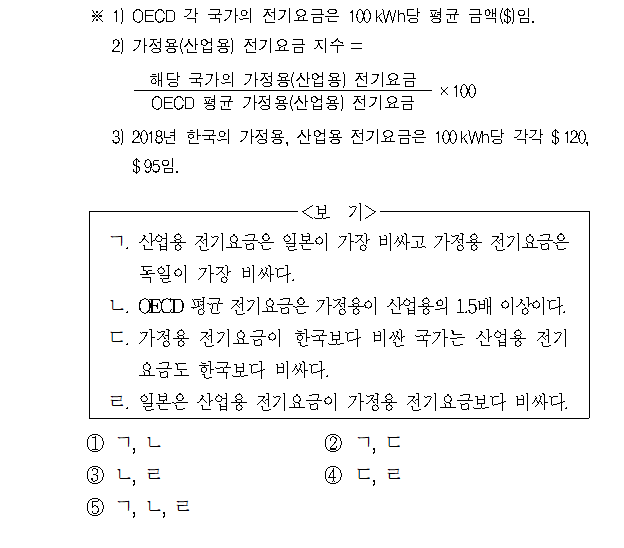 ※ 1) OECD 각 국가의 전기요금은 100kWh당 평균 금액($)임.
2) 가정용(산업용) 전기요금 지수 =
해당 국가의 가정용(산업용) 전기요금
OECD 평균 가정용(산업용) 전기요금
×100
3) 2018년 한국의 가정용, 산업용 전기요금은 100kWh당 각각 $120,
$95임.
<보 기>
ㄱ. 산업용 전기요금은 일본이 가장 비싸고 가정용 전기요금은
독일이 가장 비싸다.
ㄴ. OECD 평균 전기요금은 가정용이 산업용의 1.5배 이상이다.
ㄷ. 가정용 전기요금이 한국보다 비싼 국가는 산업용 전기
요금도 한국보다 비싸다.
ㄹ. 일본은 산업용 전기요금이 가정용 전기요금보다 비싸다.
① ㄱ, ㄴ ② ㄱ, ㄷ
③ ㄴ, ㄹ ④ ㄷ, ㄹ
⑤ ㄱ, ㄴ, ㄹ